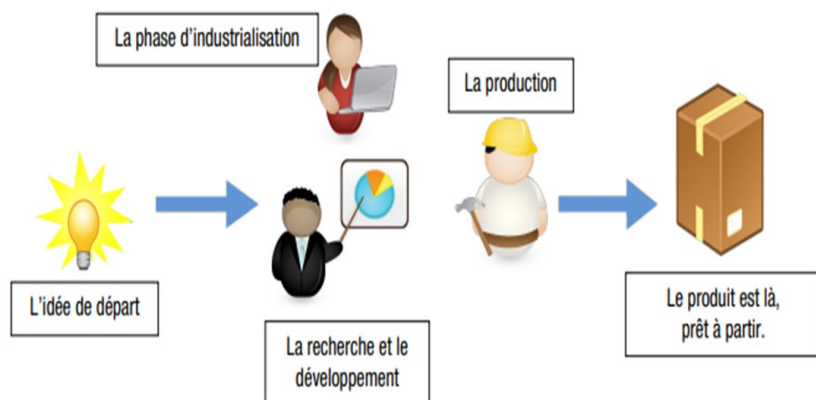 La phase d'industrialisation
La production
L'idée de départ
La recherche et le
développement
Le produit est là,
prêt à partir.